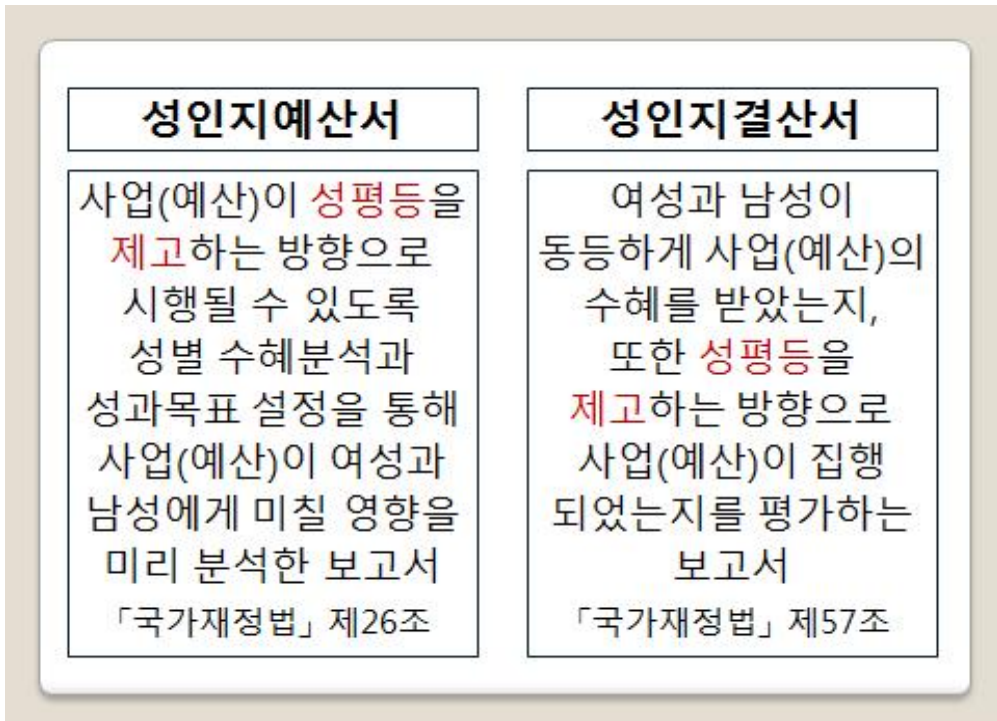 성인지예산서
사업(예산)이 성평등을
제고하는 방향으로
시행될 수 있도록
성별 수혜분석과
성과목표 설정을 통해
사업(예산)이 여성과
남성에게 미칠 영향을
미리 분석한 보고서
「국가재정법」 제26조
성인지결산서
여성과 남성이
동등하게 사업(예산)의
수혜를 받았는지,
또한 성평등을
제고하는 방향으로
사업(예산)이 집행
되었는지를 평가하는
보고서
「국가재정법」 제57조